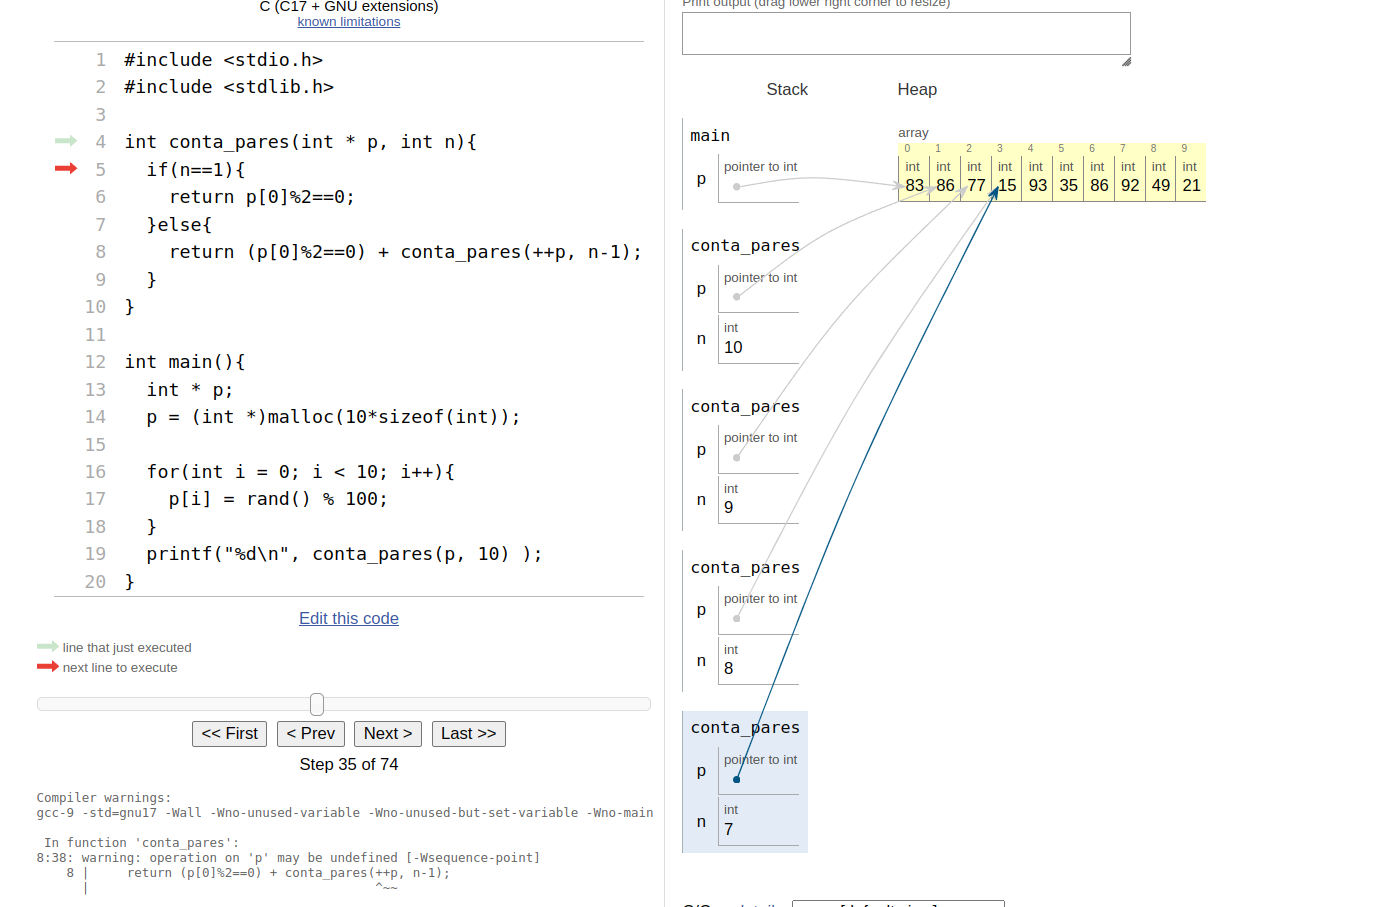 C (C17 + GNU extensions)
known limitations
1 #include <stdio.h>
2 #include <stdlib.h>
3
4 int conta_pares(int * p, int n){
5   if(n==1){
6     return p[0]%2==0;
7   }else{
8     return (p[0]%2==0) + conta_pares(++p, n-1);
9   }
10 }
11
12 int main(){
13   int * p;
14   p = (int *)malloc(10*sizeof(int));
15
16   for(int i = 0; i < 10; i++){
17     p[i] = rand() % 100;
18   }
19   printf("%d\n", conta_pares(p, 10) );
20 }
Edit this code
line that just executed
next line to execute
<< First < Prev Next > Last >>
Step 35 of 74
Compiler warnings:
gcc-9 -std=gnu17 -Wall -Wno-unused-variable -Wno-unused-but-set-variable -Wno-main
In function 'conta_pares':
8:38: warning: operation on 'p' may be undefined [-Wsequence-point]
8 |     return (p[0]%2==0) + conta_pares(++p, n-1);
|                                      ^~~
Print output (drag lower right corner to resize)
Stack Heap
main
p pointer to int
array
0 1 2 3 4 5 6 7 8 9
int int int int int int int int int int
83 86 77 15 93 35 86 92 49 21
conta_pares
p pointer to int
n int
10
conta_pares
p pointer to int
n int
9
conta_pares
p pointer to int
n int
8
conta_pares
p pointer to int
n int
7